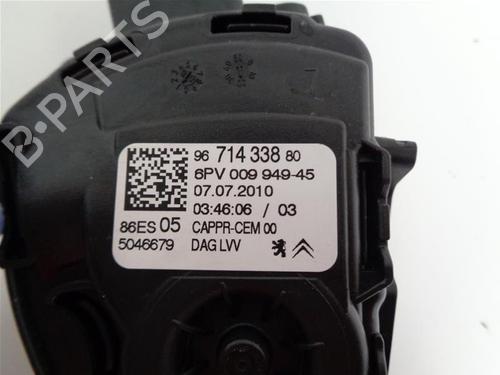 B-PARTS
96 714 338 80
6PV 009 949-45
07.07.2010
03:46:06 / 03
86ES 05 CAPPR-CEM 00
5046679 DAG LVV